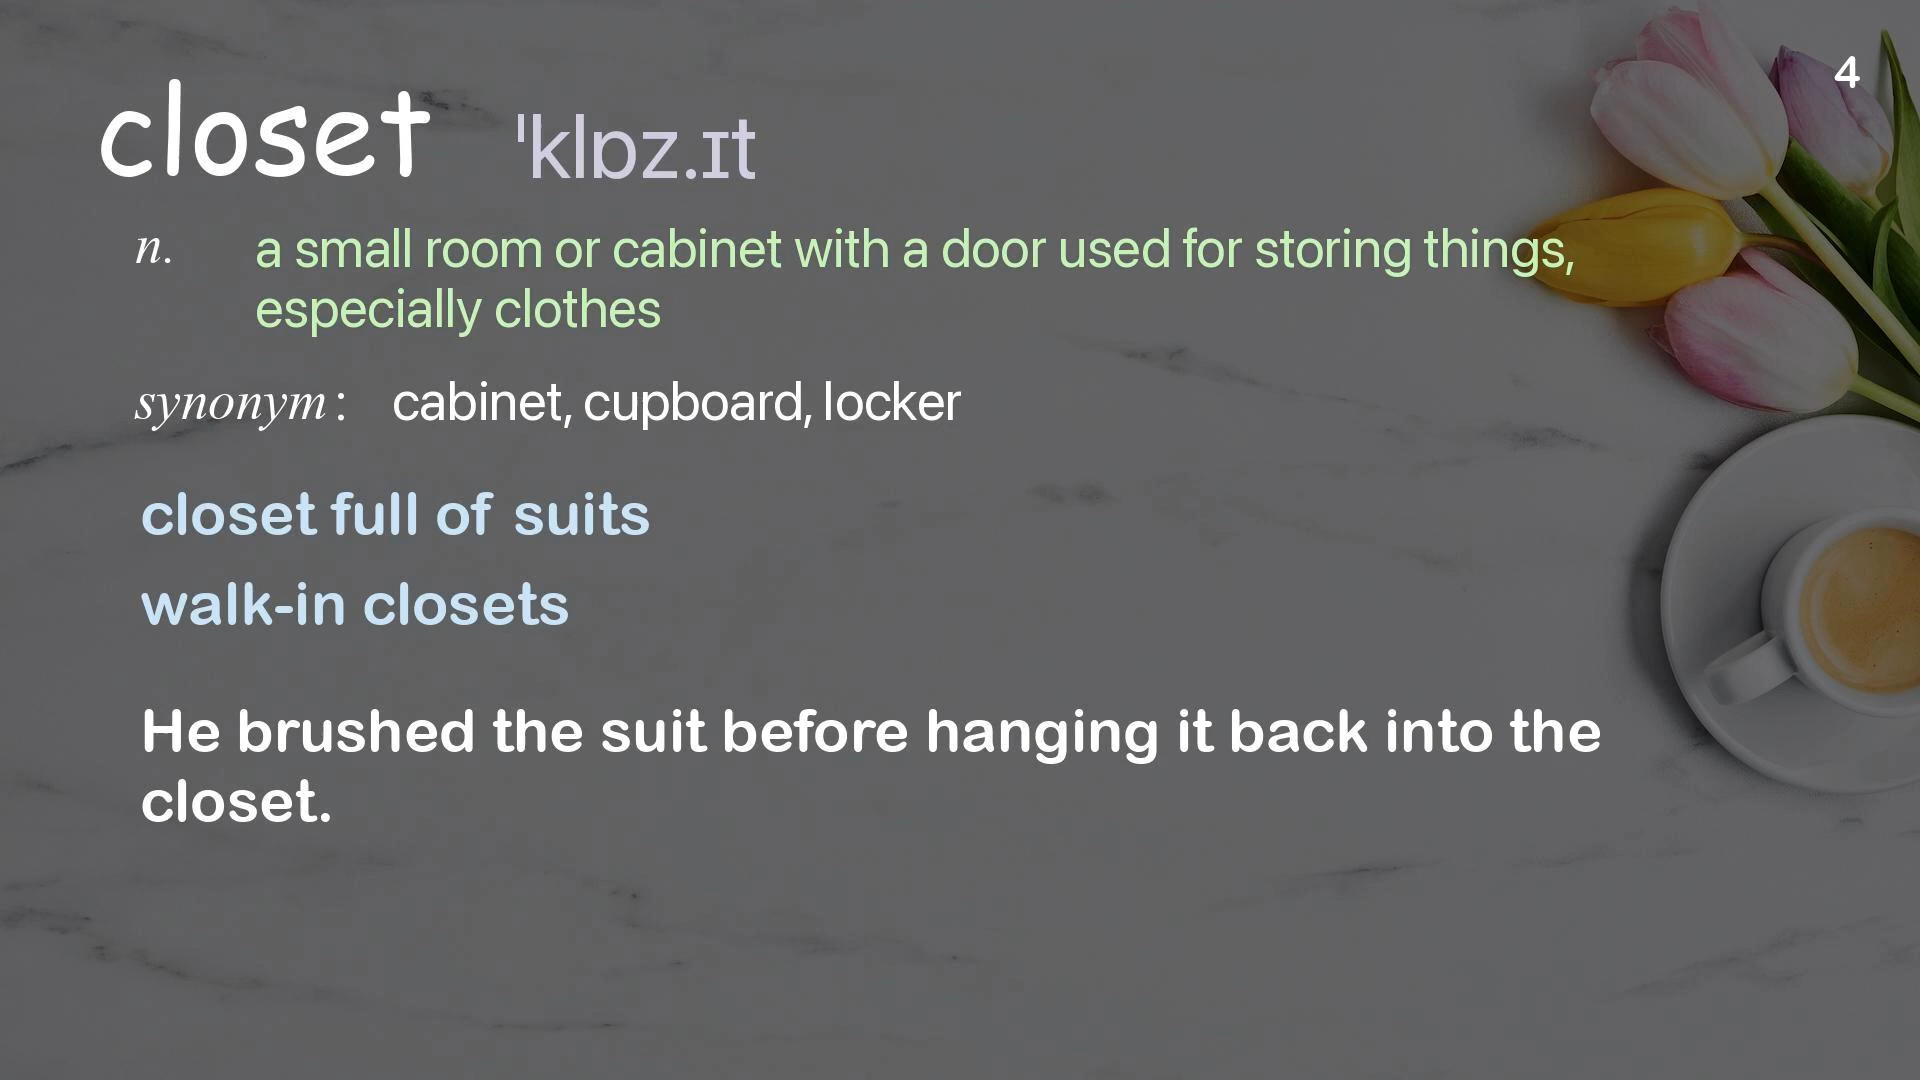 4
closet ˈklɒz.ɪt
n. a small room or cabinet with a door used for storing things,
especially clothes
synonym : cabinet, cupboard, locker
closet full of suits
walk-in closets
He brushed the suit before hanging it back into the
closet.